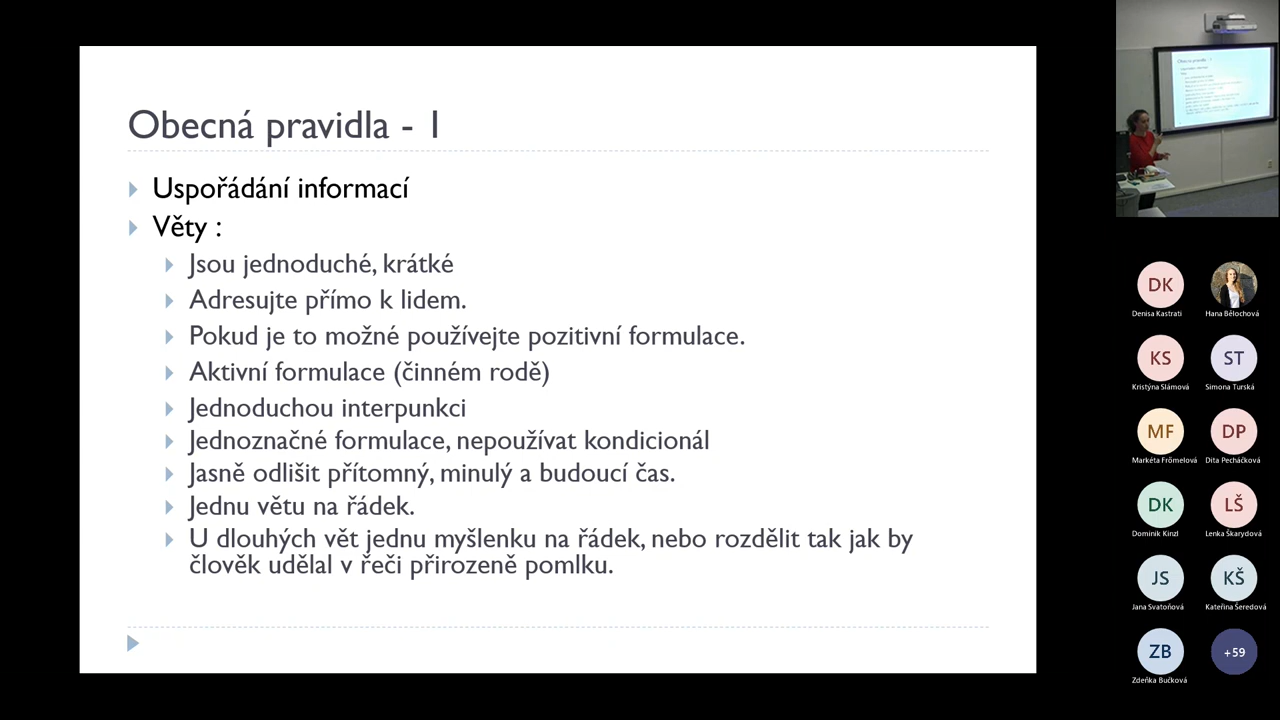 Obecná pravidla - 1
Uspořádání informací
Věty :
Jsou jednoduché, krátké
Adresujte přímo k lidem.
Pokud je to možné používejte pozitivní formulace.
Aktivní formulace (činném rodě)
Jednoduchou interpunkci
Jednoznačné formulace, nepoužívat kondicionál
Jasně odlišit přítomný, minulý a budoucí čas.
Jednu větu na řádek.
U dlouhých vět jednu myšlenku na řádek, nebo rozdělit tak jak by
člověk udělal v řeči přirozeně pomlku.
DK
Denisa Kastrati
Hana Bělochová
KS
Kristýna Slámová
ST
Simona Turská
MF
Markéta Frömelová
DP
Dita Pecháčková
DK
Dominik Kinzl
LŠ
Lenka Škarydová
JS
Jana Svatoňová
KŠ
Kateřina Šeredová
ZB
Zdeňka Bučková
+59